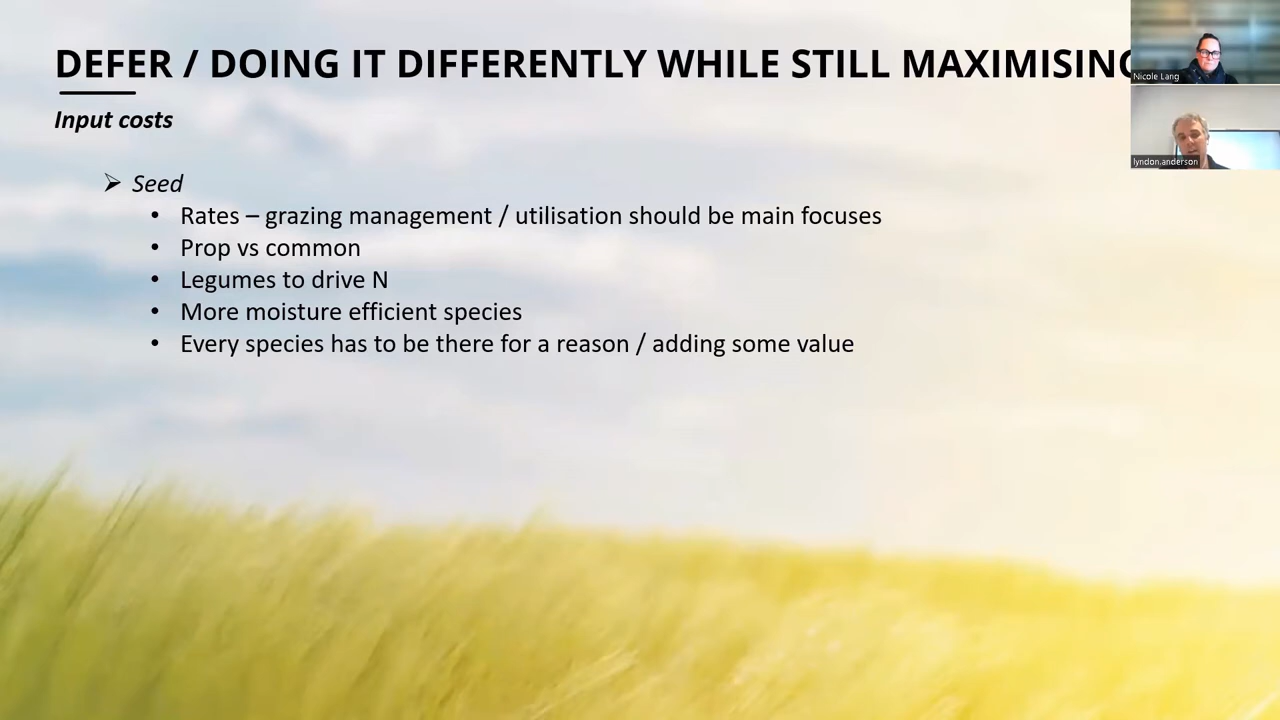 DEFER / DOING IT DIFFERENTLY WHILE STILL MAXIMISING
Nicole Lang
Input costs
lyndon.anderson
➢ Seed
• Rates – grazing management / utilisation should be main focuses
• Prop vs common
• Legumes to drive N
• More moisture efficient species
• Every species has to be there for a reason / adding some value